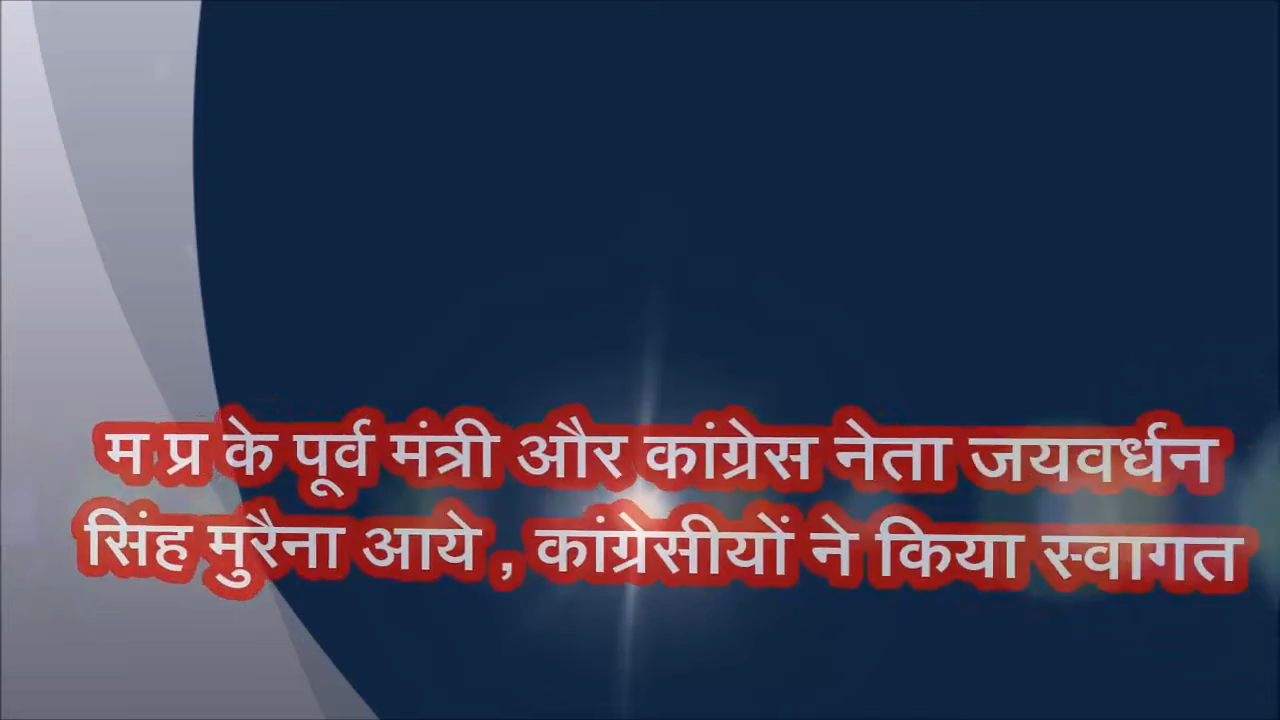 म प्र के पूर्व मंत्री और कांग्रेस नेता जयवर्धन
सिंह मुरैना आये , कांग्रेसीयों ने किया स्वागत